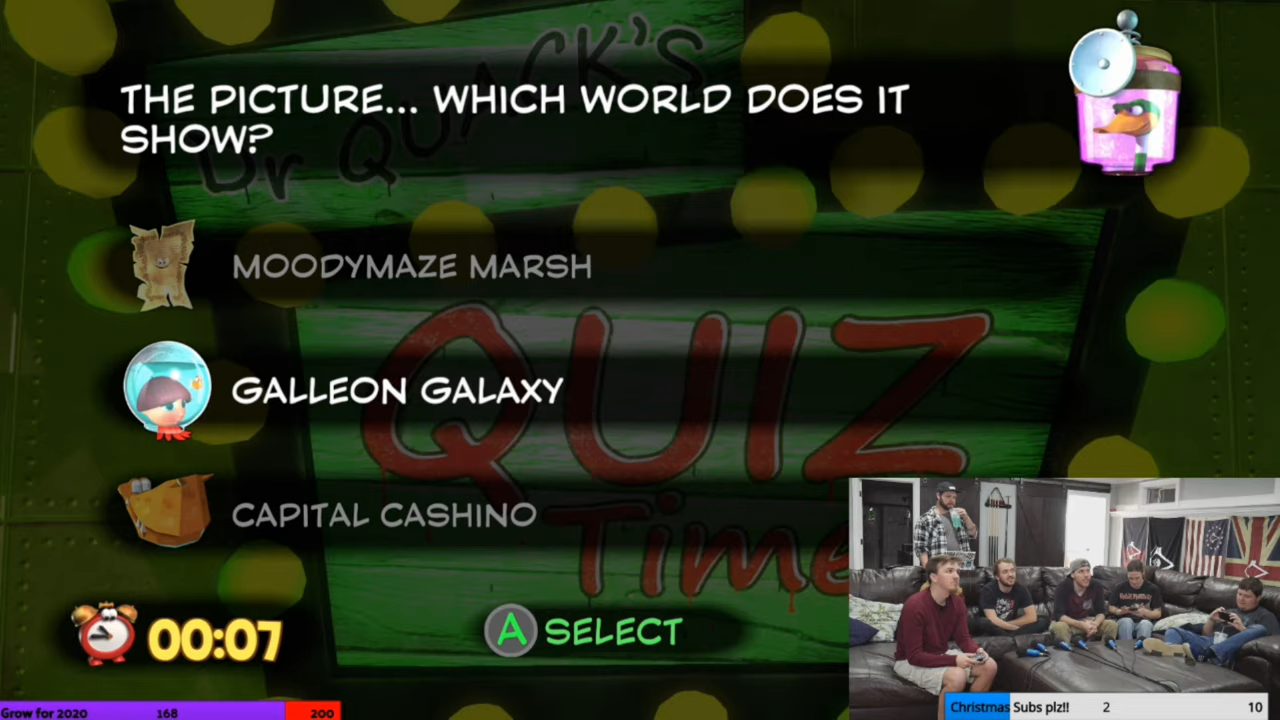 Dr QUACK'S
THE PICTURE... WHICH WORLD DOES IT
SHOW?
MOODYMAZE MARSH
GALLEON GALAXY
CAPITAL CASHINO
QUIZ
Time
00:07
A SELECT
Grow for 2020 168 200
Christmas Subs plz!! 2 10